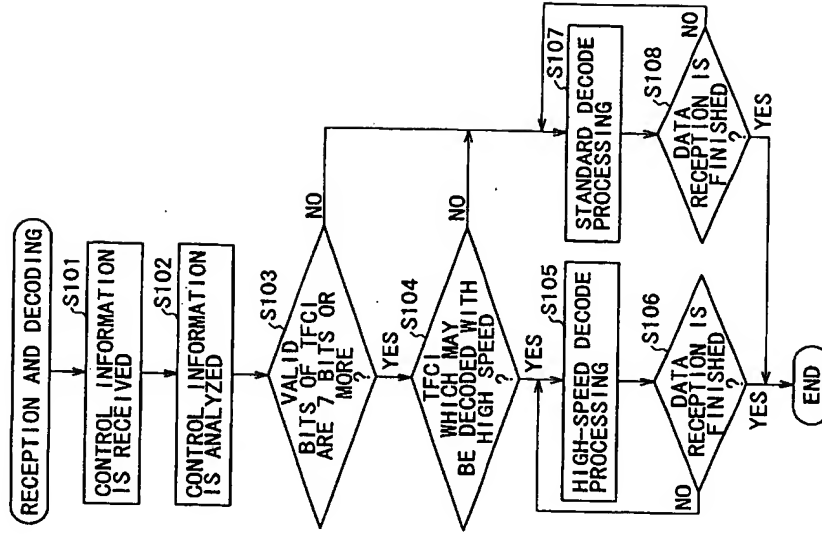 RECEPTION AND DECODING
S101
CONTROL INFORMATION
IS RECEIVED
S102
CONTROL INFORMATION
IS ANALYZED
S103
VALID
BITS OF TFCI
ARE 7 BITS OR
MORE
?
NO
YES
S104
TFCI
WHICH MAY
BE DECODED WITH
HIGH SPEED
?
NO
YES
S105
HIGH-SPEED DECODE
PROCESSING
S106
DATA
RECEPTION IS
FINISHED
?
NO
YES
S107
STANDARD DECODE
PROCESSING
S108
DATA
RECEPTION IS
FINISHED
?
NO
YES
END